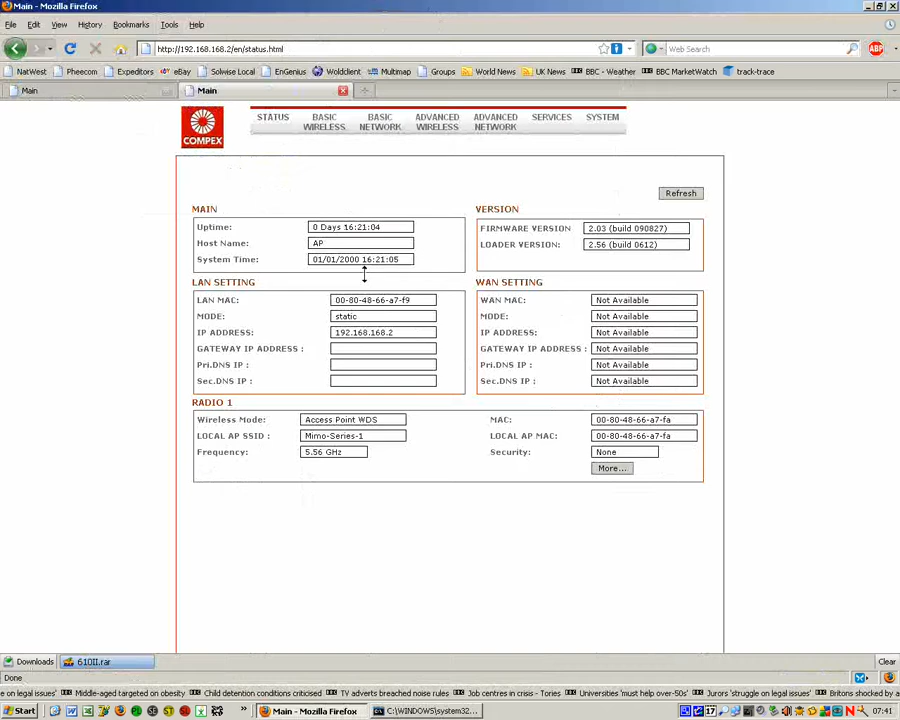 Main - Mozilla Firefox
File Edit View History Bookmarks Tools Help
http://192.168.168.2/en/status.html Web Search ABP
NatWest Pheecom Expeditors eBay Solwise Local EnGenius Worldclient Multimap Groups World News UK News BBC - Weather BBC MarketWatch track-trace
Main Main
COMPEX
STATUS BASIC WIRELESS BASIC NETWORK ADVANCED WIRELESS ADVANCED NETWORK SERVICES SYSTEM
Refresh
MAIN
Uptime: 0 Days 16:21:04
Host Name: AP
System Time: 01/01/2000 16:21:05
VERSION
FIRMWARE VERSION 2.03 (build 090827)
LOADER VERSION: 2.56 (build 0612)
LAN SETTING
LAN MAC: 00-80-48-66-a7-f9
MODE: static
IP ADDRESS: 192.168.168.2
GATEWAY IP ADDRESS :
Pri.DNS IP :
Sec.DNS IP :
WAN SETTING
WAN MAC: Not Available
MODE: Not Available
IP ADDRESS: Not Available
GATEWAY IP ADDRESS : Not Available
Pri.DNS IP : Not Available
Sec.DNS IP : Not Available
RADIO 1
Wireless Mode: Access Point WDS MAC: 00-80-48-66-a7-fa
LOCAL AP SSID : Mimo-Series-1 LOCAL AP MAC: 00-80-48-66-a7-fa
Frequency: 5.56 GHz Security: None
More...
Downloads 610II.rar Clear
Done
e on legal issues' BBC Middle-aged targeted on obesity BBC Child detention conditions criticised BBC TV adverts breached noise rules BBC Job centres in crisis - Tories BBC Universities 'must help over-50s' BBC Jurors 'struggle on legal issues' BBC Britons shocked by a
Start Main - Mozilla Firefox C:\WINDOWS\system32... 17 07:41